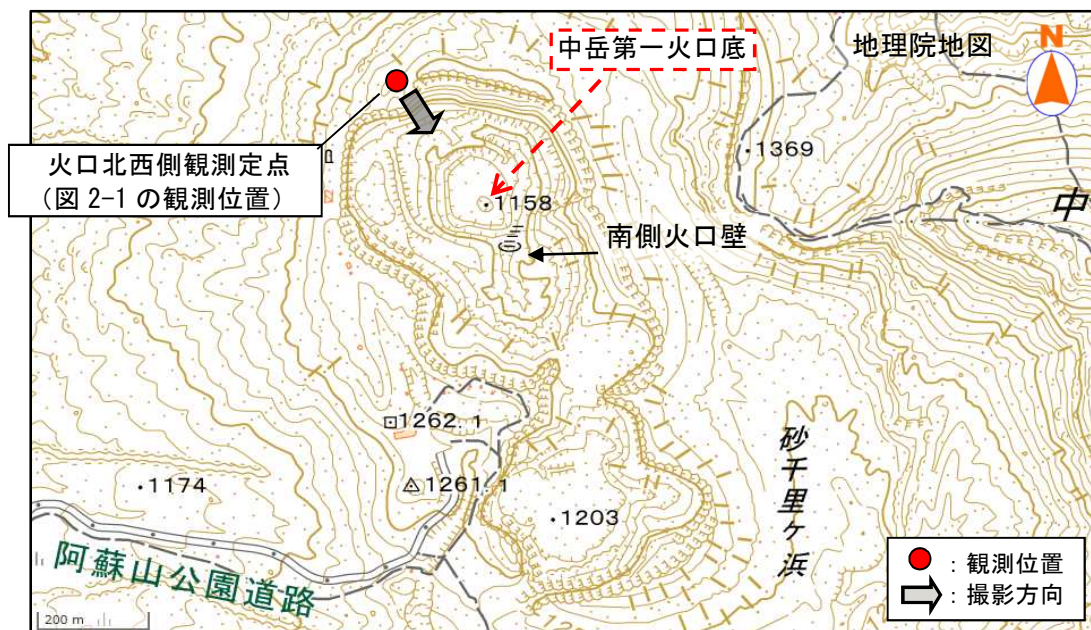 中岳第一火口底
地理院地図
N
火口北西側観測定点
(図 2-1 の観測位置)
1369
中
1158
南側火口壁
1262.1
1261.1
1174
1203
砂千里ヶ浜
阿蘇山公園道路
200 m
：観測位置
：撮影方向